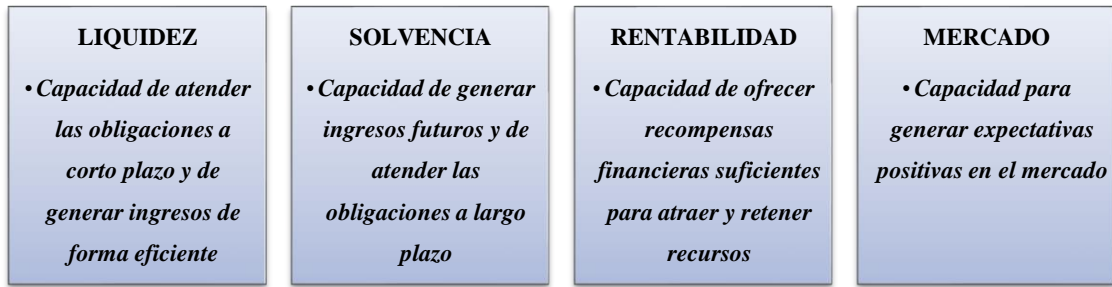 LIQUIDEZ
• Capacidad de atender
las obligaciones a
corto plazo y de
generar ingresos de
forma eficiente
SOLVENCIA
• Capacidad de generar
ingresos futuros y de
atender las
obligaciones a largo
plazo
RENTABILIDAD
• Capacidad de ofrecer
recompensas
financieras suficientes
para atraer y retener
recursos
MERCADO
• Capacidad para
generar expectativas
positivas en el mercado